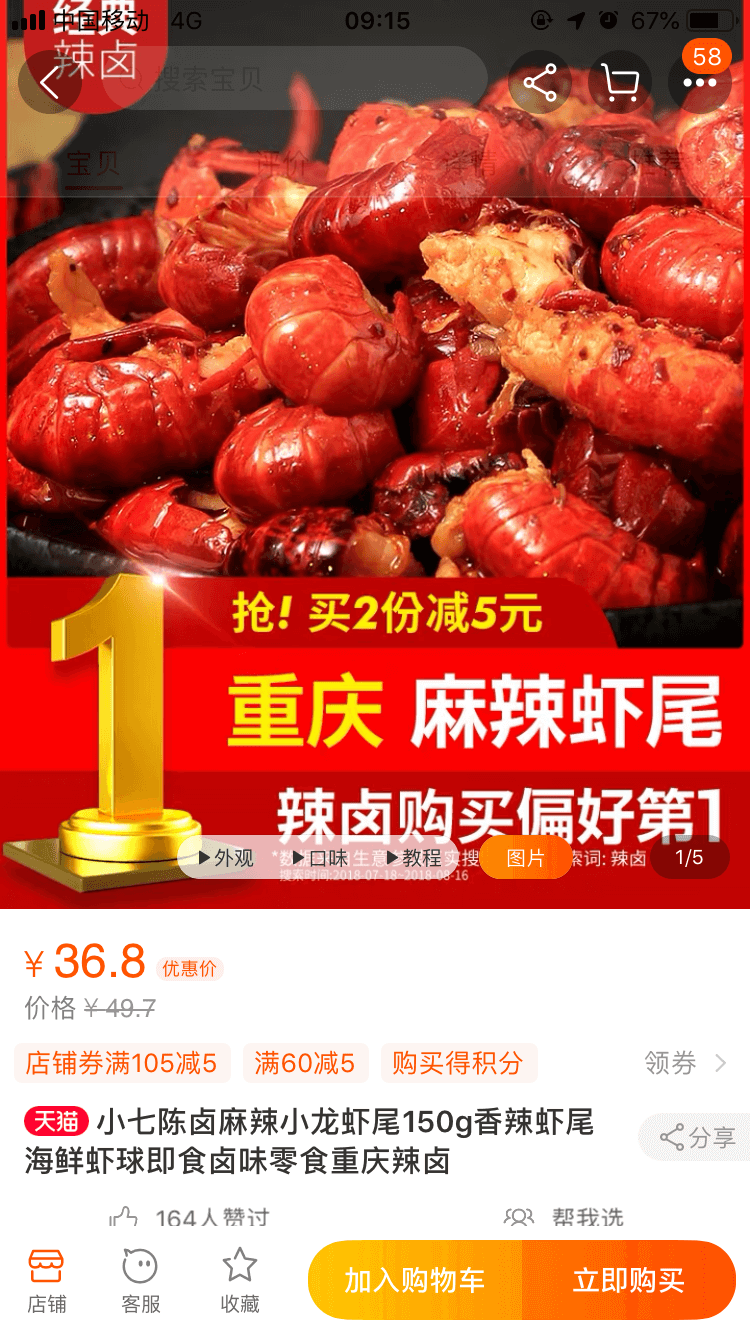 中国移动 4G 09:15 67%
经典
辣卤
搜索宝贝
58
宝贝 评价 详情 推荐
抢! 买2份减5元
1
重庆 麻辣虾尾
辣卤购买偏好第1
外观 口味 教程 图片 索词: 辣卤 1/5
搜索时间:2018-07-18~2018-08-16
¥ 36.8 优惠价
价格 ¥ 49.7
店铺券满105减5 满60减5 购买得积分 领券
天猫 小七陈卤麻辣小龙虾尾150g香辣虾尾
海鲜虾球即食卤味零食重庆辣卤
分享
164人赞过 帮我选
店铺 客服 收藏 加入购物车 立即购买